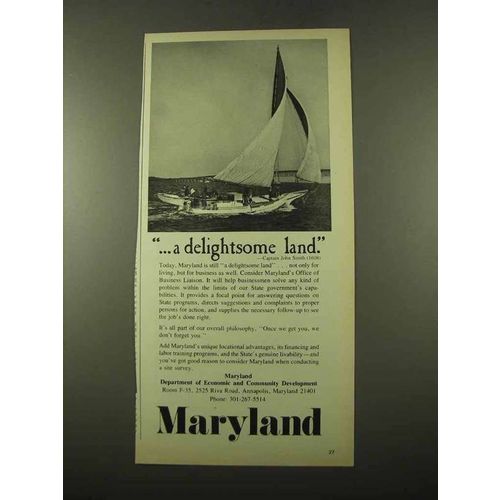 “...a delightsome land.”
—Captain John Smith (1608)
Today, Maryland is still “a delightsome land” . . . not only for
living, but for business as well. Consider Maryland’s Office of
Business Liaison. It will help businessmen solve any kind of
problem within the limits of our State government’s capa-
bilities. It provides a focal point for answering questions on
State programs, directs suggestions and complaints to proper
persons for action, and supplies the necessary follow-up to see
the job’s done right.
It’s all part of our overall philosophy, “Once we get you, we
don’t forget you.”
Add Maryland’s unique locational advantages, its financing and
labor training programs, and the State’s genuine livability—and
you’ve got good reason to consider Maryland when conducting
a site survey.
Maryland
Department of Economic and Community Development
Room F-35, 2525 Riva Road, Annapolis, Maryland 21401
Phone: 301-267-5514
Maryland
27